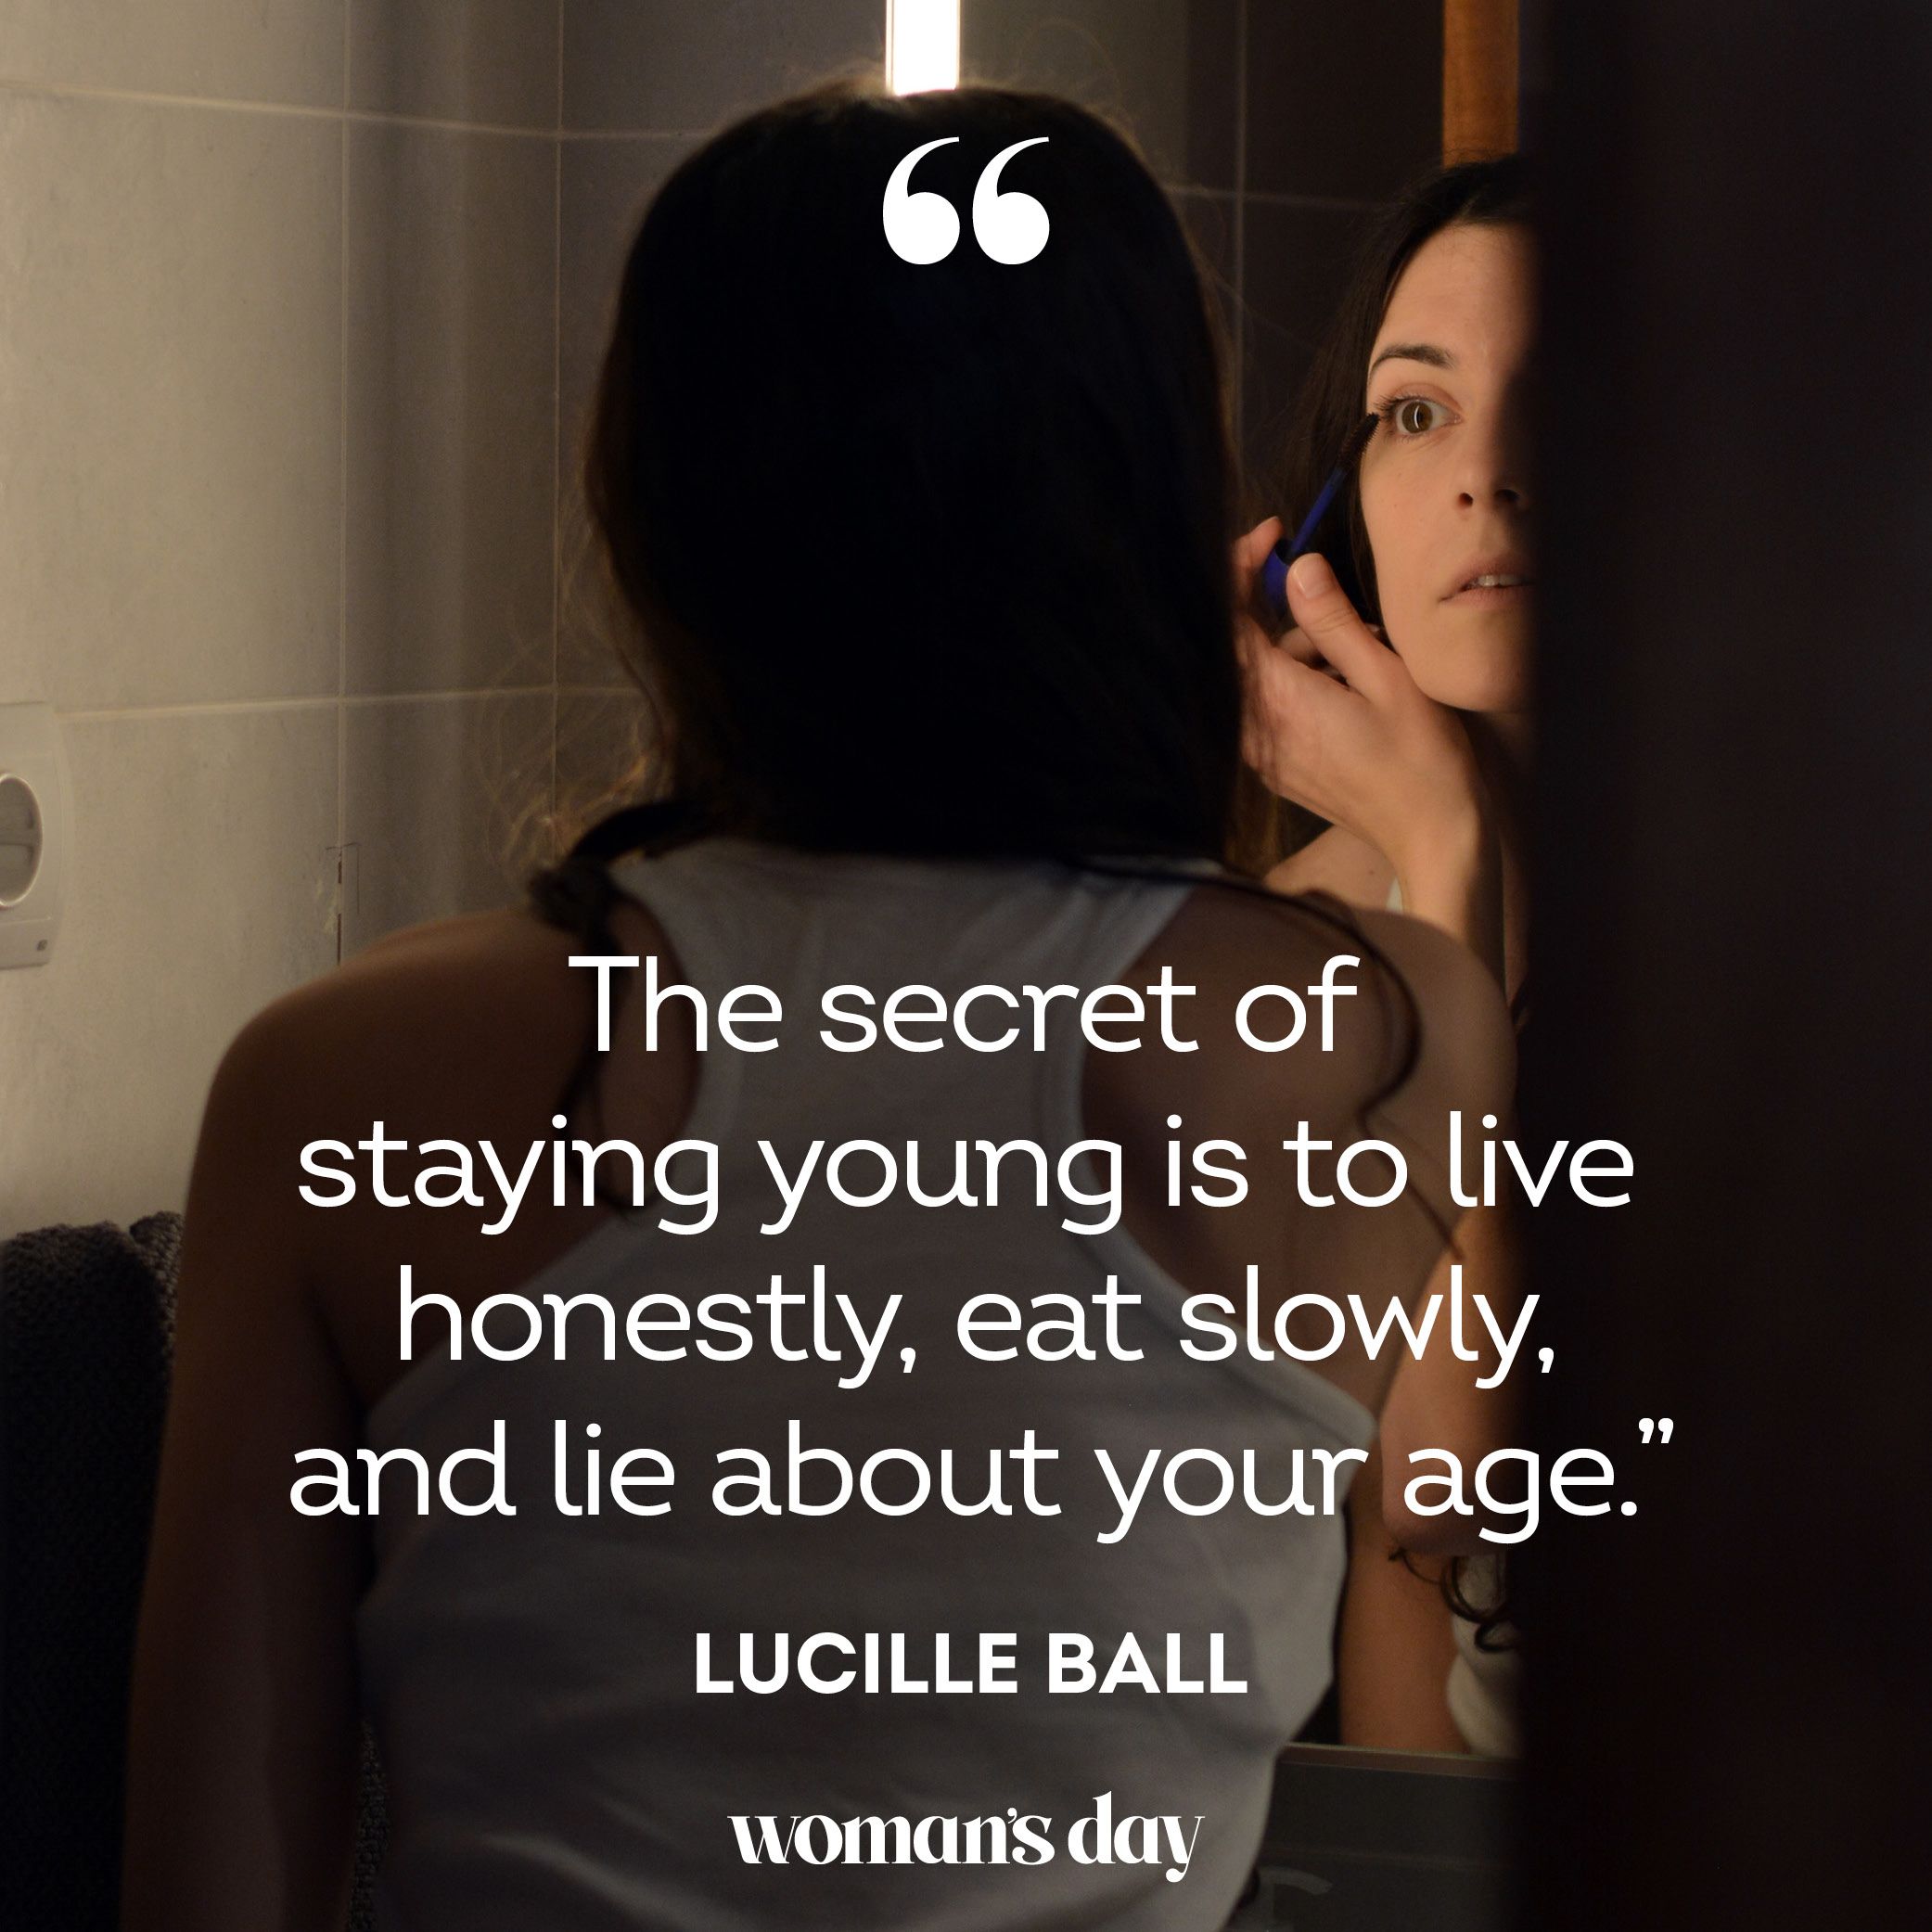 “
The secret of
staying young is to live
honestly, eat slowly,
and lie about your age.”
LUCILLE BALL
woman's day